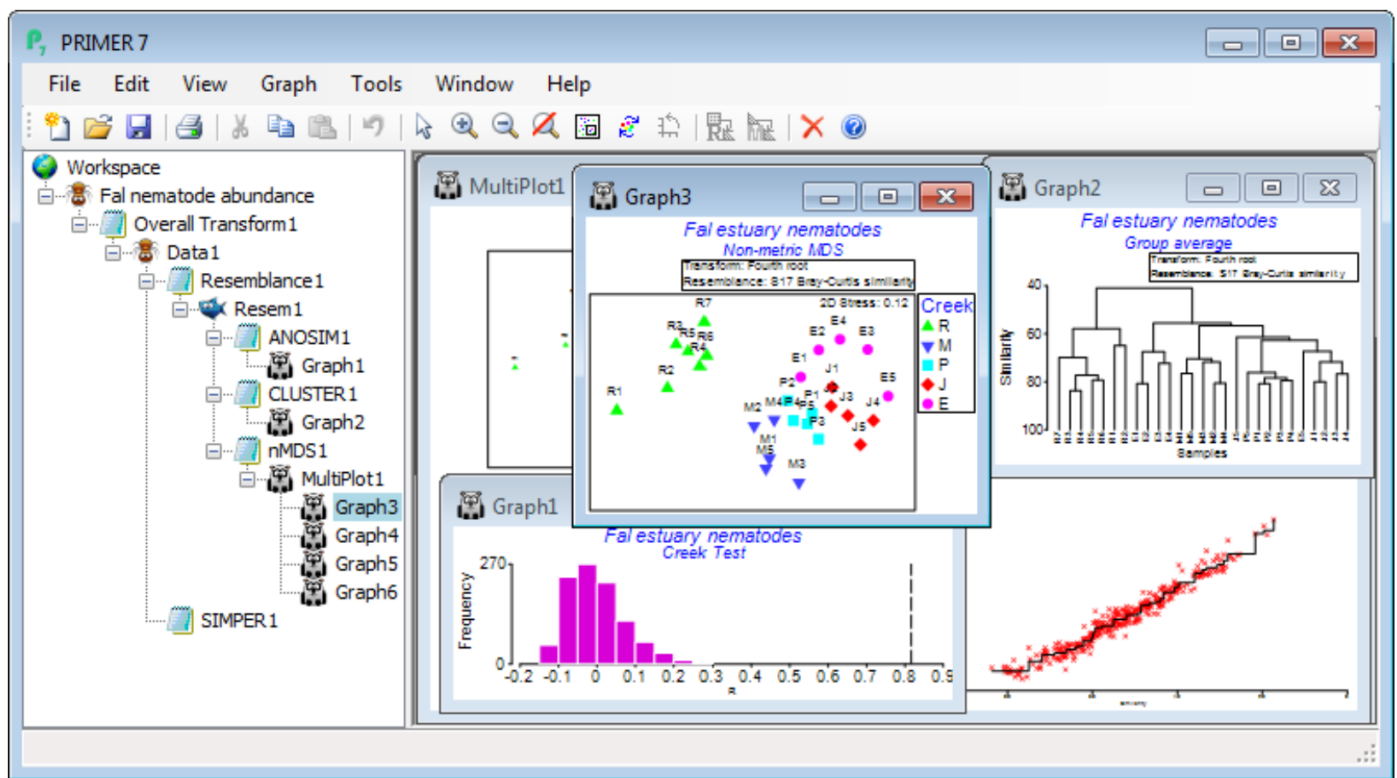 PRIMER 7
File Edit View Graph Tools Window Help
Workspace
Fal nematode abundance
Overall Transform1
Data1
Resemblance1
Resem1
ANOSIM1
Graph1
CLUSTER1
Graph2
nMDS1
MultiPlot1
Graph3
Graph4
Graph5
Graph6
SIMPER1
MultiPlot1
Graph3
Fal estuary nematodes
Non-metric MDS
Transform: Fourth root
Resemblance: S17 Bray-Curtis similarity
2D Stress: 0.12
R7
R3
R5
R6
R4
R2
R1
E4
E2
E3
E1
E5
J1
J2
J3
J4
J5
P2
P1
P4
P5
P3
M4
M2
M1
M5
M3
Creek
R
M
P
J
E
Graph2
Fal estuary nematodes
Group average
Transform: Fourth root
Resemblance: S17 Bray-Curtis similarity
Similarity
40
60
80
100
Samples
Graph1
Fal estuary nematodes
Creek Test
Frequency
270
0
-0.2 -0.1 0 0.1 0.2 0.3 0.4 0.5 0.6 0.7 0.8 0.9
R
Similarity